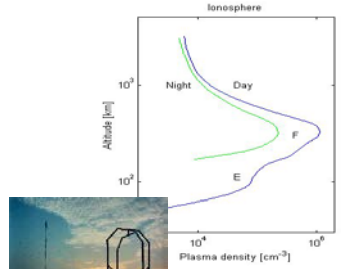 Ionosphere
10³
Night
Day
F
Altitude [km]
E
10²
10⁴
10⁶
Plasma density [cm⁻³]